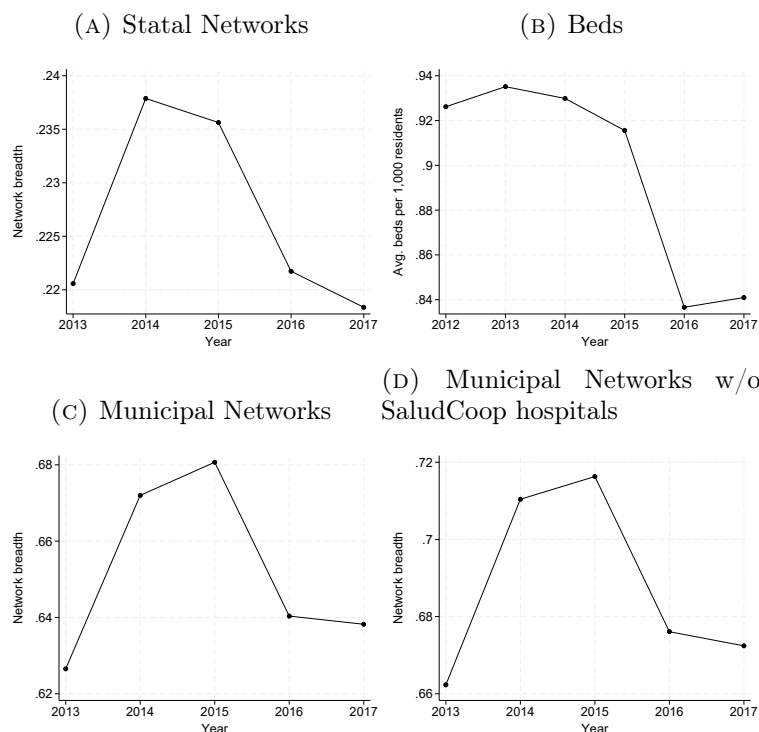 (A) Statal Networks
.24
.235
.23
.225
.22
Network breadth
2013 2014 2015 2016 2017
Year
(B) Beds
.94
.92
.9
.88
.86
.84
Avg. beds per 1,000 residents
2012 2013 2014 2015 2016 2017
Year
(C) Municipal Networks
.68
.66
.64
.62
Network breadth
2013 2014 2015 2016 2017
Year
(D) Municipal Networks w/o
SaludCoop hospitals
.72
.7
.68
.66
Network breadth
2013 2014 2015 2016 2017
Year